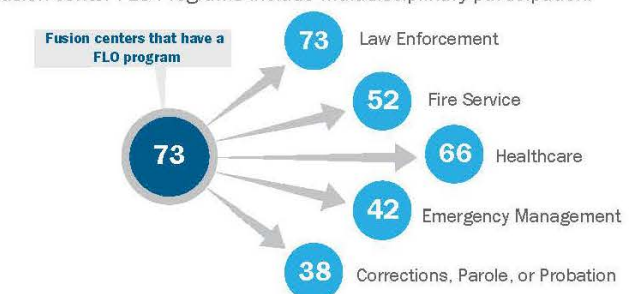 Fusion centers that have a
FLO program
73
73
Law Enforcement
52
Fire Service
66
Healthcare
42
Emergency Management
38
Corrections, Parole, or Probation